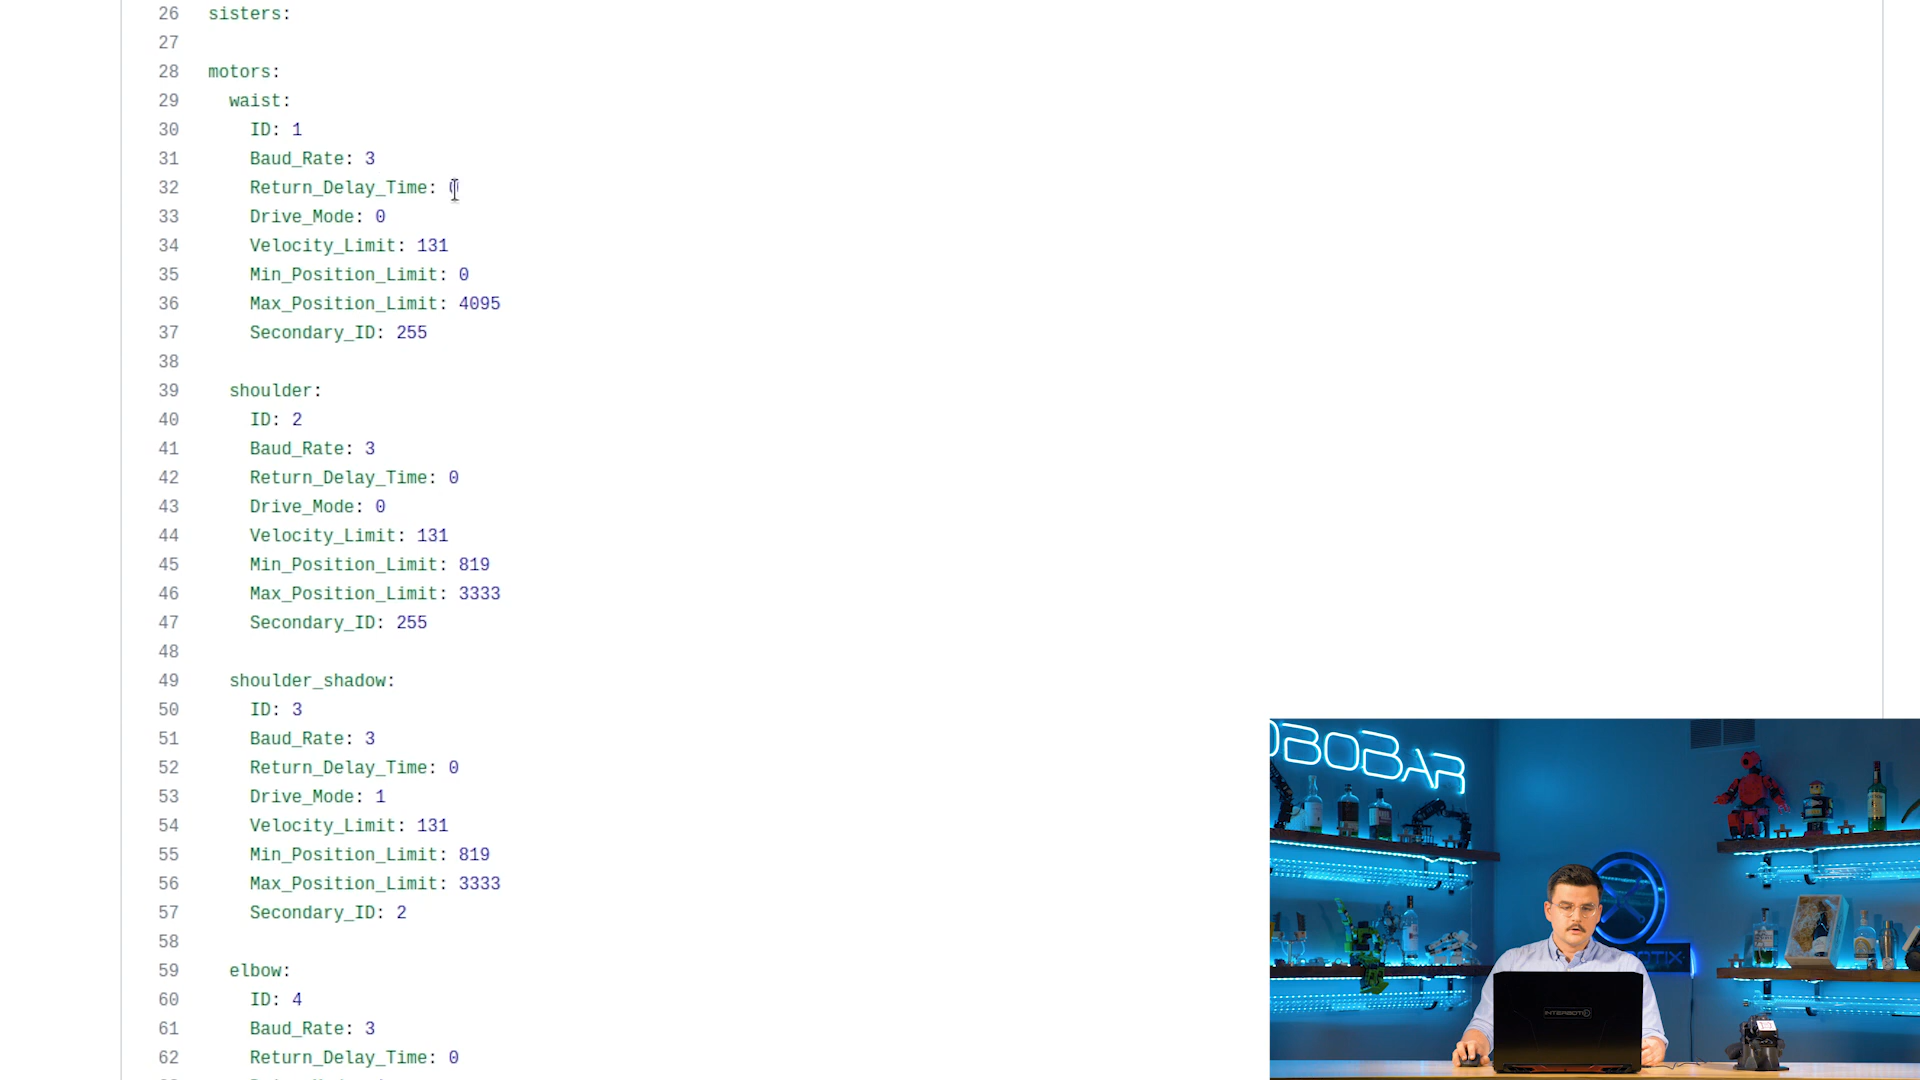 26 sisters:
27
28 motors:
29 waist:
30 ID: 1
31 Baud_Rate: 3
32 Return_Delay_Time:
33 Drive_Mode: 0
34 Velocity_Limit: 131
35 Min_Position_Limit: 0
36 Max_Position_Limit: 4095
37 Secondary_ID: 255
38
39 shoulder:
40 ID: 2
41 Baud_Rate: 3
42 Return_Delay_Time: 0
43 Drive_Mode: 0
44 Velocity_Limit: 131
45 Min_Position_Limit: 819
46 Max_Position_Limit: 3333
47 Secondary_ID: 255
48
49 shoulder_shadow:
50 ID: 3
51 Baud_Rate: 3
52 Return_Delay_Time: 0
53 Drive_Mode: 1
54 Velocity_Limit: 131
55 Min_Position_Limit: 819
56 Max_Position_Limit: 3333
57 Secondary_ID: 2
58
59 elbow:
60 ID: 4
61 Baud_Rate: 3
62 Return_Delay_Time: 0
OBOBAR
INTERBOTIX